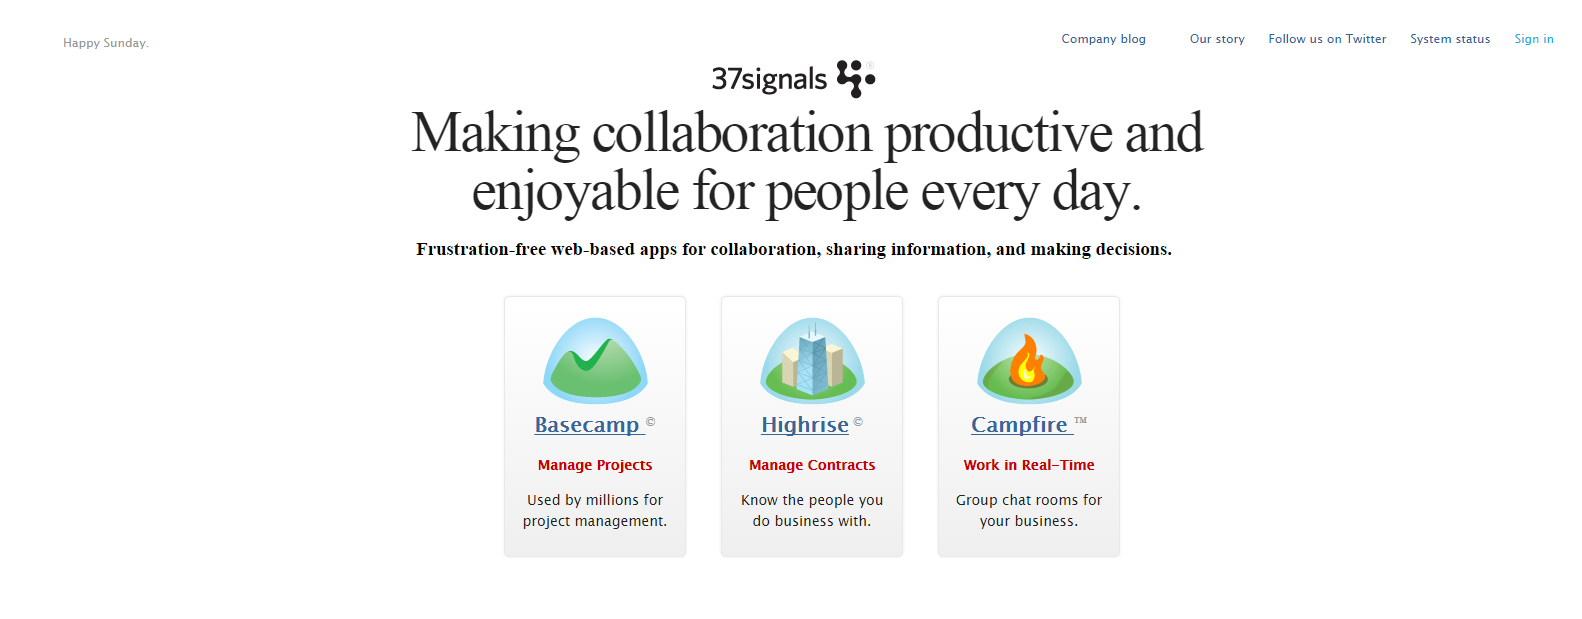 Happy Sunday.
Company blog Our story Follow us on Twitter System status Sign in
37signals ®
Making collaboration productive and
enjoyable for people every day.
Frustration-free web-based apps for collaboration, sharing information, and making decisions.
Basecamp ©
Manage Projects
Used by millions for
project management.
Highrise ©
Manage Contracts
Know the people you
do business with.
Campfire ™
Work in Real-Time
Group chat rooms for
your business.